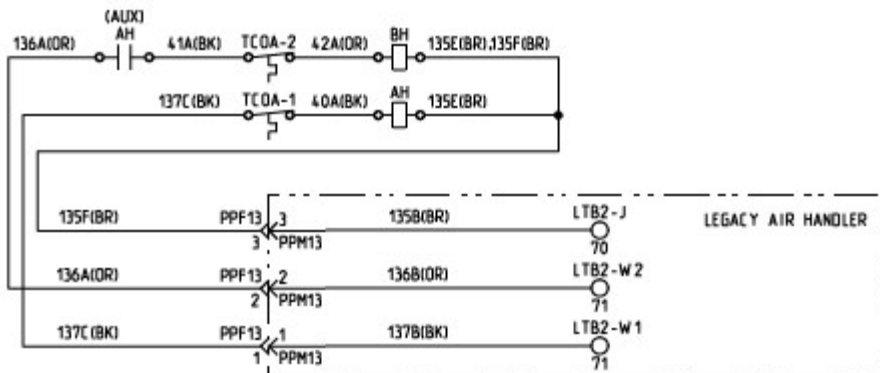 (AUX)
136A(OR) AH 41A(BK) TCOA-2 42A(OR) BH 135E(BR),135F(BR)
137C(BK) TCOA-1 40A(BK) AH 135E(BR)
135F(BR) PPF13 3 135B(BR) LTB2-J LEGACY AIR HANDLER
3 PPM13 70
136A(OR) PPF13 2 136B(OR) LTB2-W2
2 PPM13 71
137C(BK) PPF13 1 137B(BK) LTB2-W1
1 PPM13 71